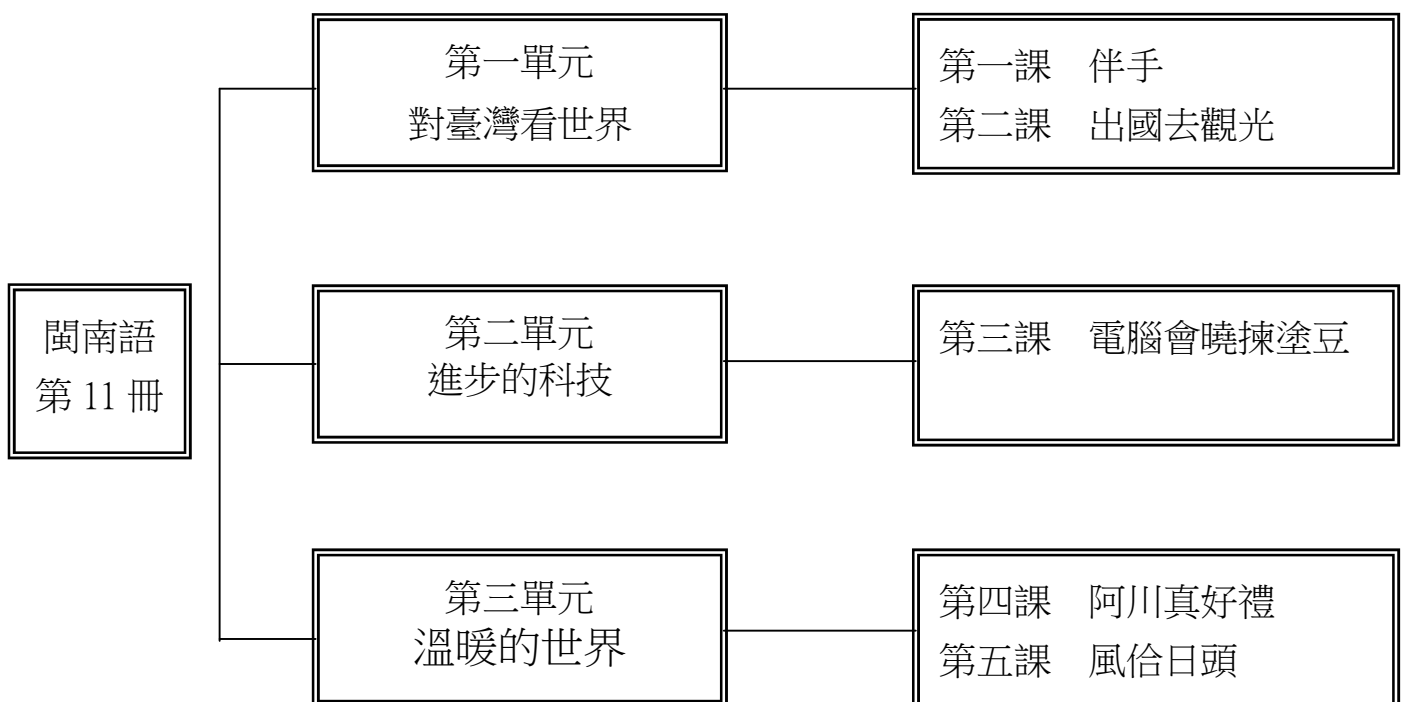 閩南語
第 11 冊
第一單元
對臺灣看世界
第一課　伴手
第二課　出國去觀光
第二單元
進步的科技
第三課　電腦會曉揀塗豆
第三單元
溫暖的世界
第四課　阿川真好禮
第五課　風佮日頭